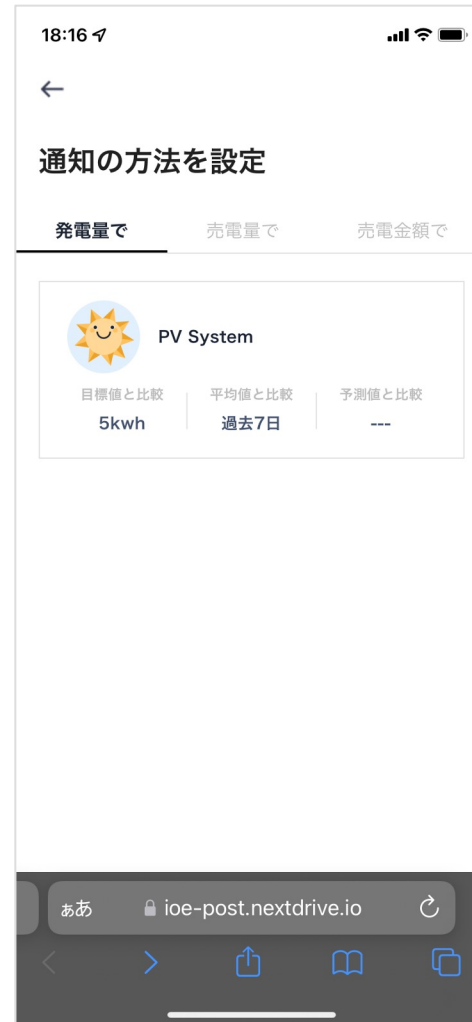 18:16
通知の方法を設定
発電量で 売電量で 売電金額で
PV System
目標値と比較 平均値と比較 予測値と比較
5kwh 過去7日 ---
ぁあ ioe-post.nextdrive.io